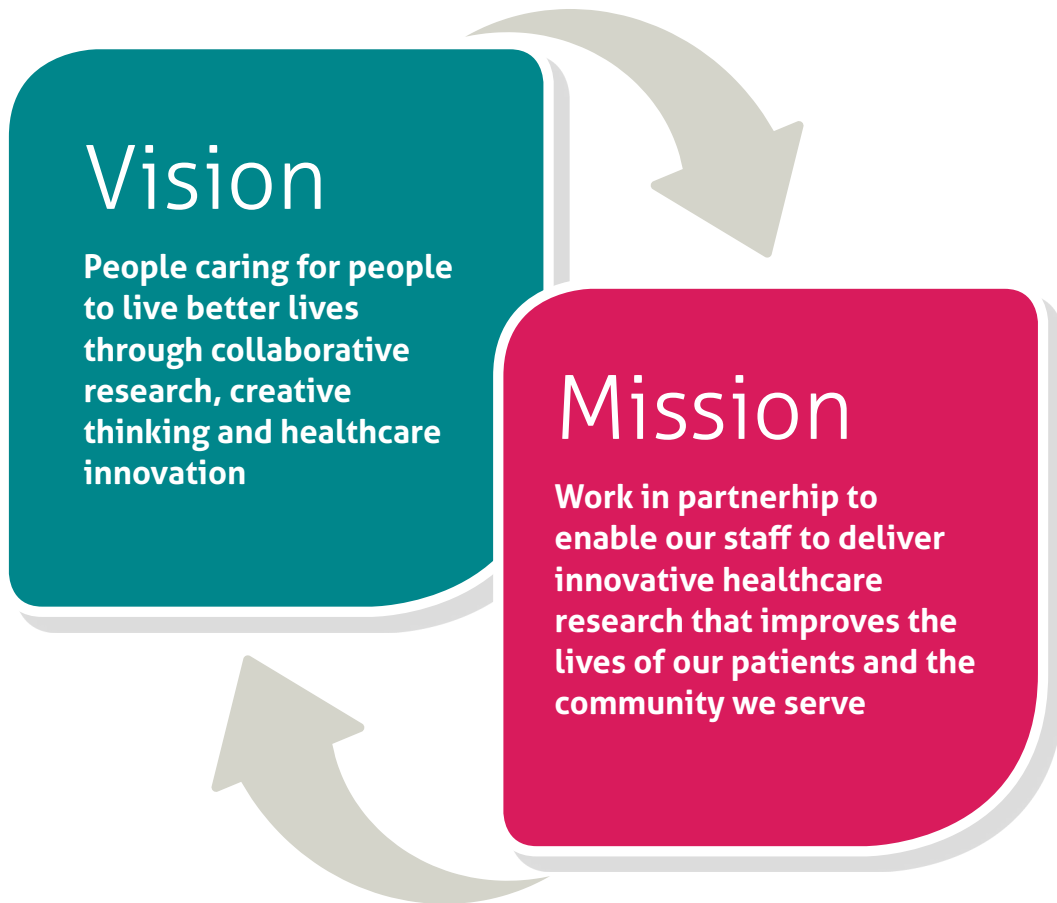 Vision
People caring for people
to live better lives
through collaborative
research, creative
thinking and healthcare
innovation
Mission
Work in partnerhip to
enable our staff to deliver
innovative healthcare
research that improves the
lives of our patients and the
community we serve